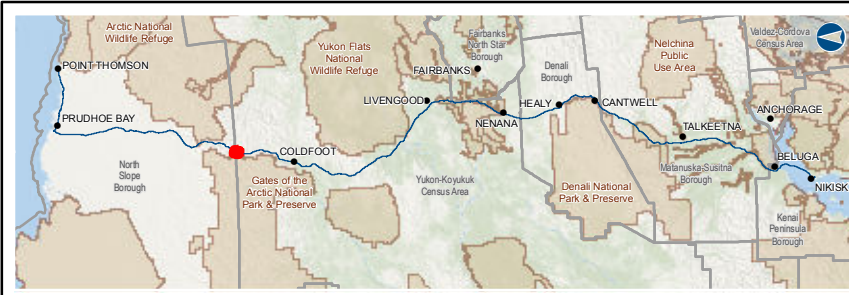 Arctic National
Wildlife Refuge
POINT THOMSON
PRUDHOE BAY
North
Slope
Borough
Gates of the
Arctic National
Park & Preserve
COLDFOOT
Yukon Flats
National
Wildlife Refuge
LIVENGOOD
FAIRBANKS
Fairbanks
North Star
Borough
NENANA
Yukon-Koyukuk
Census Area
HEALY
Denali
Borough
CANTWELL
Denali National
Park & Preserve
Nelchina
Public
Use Area
TALKEETNA
Matanuska-Susitna
Borough
Valdez-Cordova
Census Area
ANCHORAGE
BELUGA
NIKISK
Kenai
Peninsula
Borough